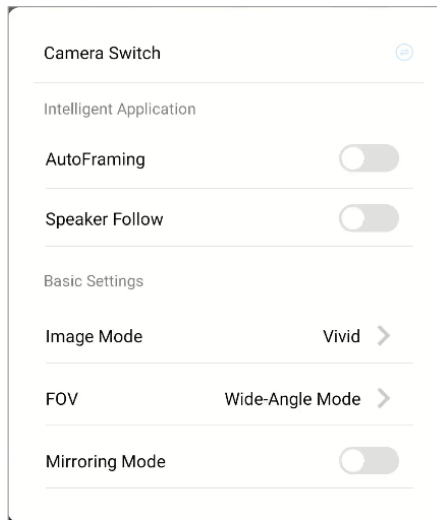 Camera Switch
Intelligent Application
AutoFraming
Speaker Follow
Basic Settings
Image Mode Vivid
FOV Wide-Angle Mode
Mirroring Mode